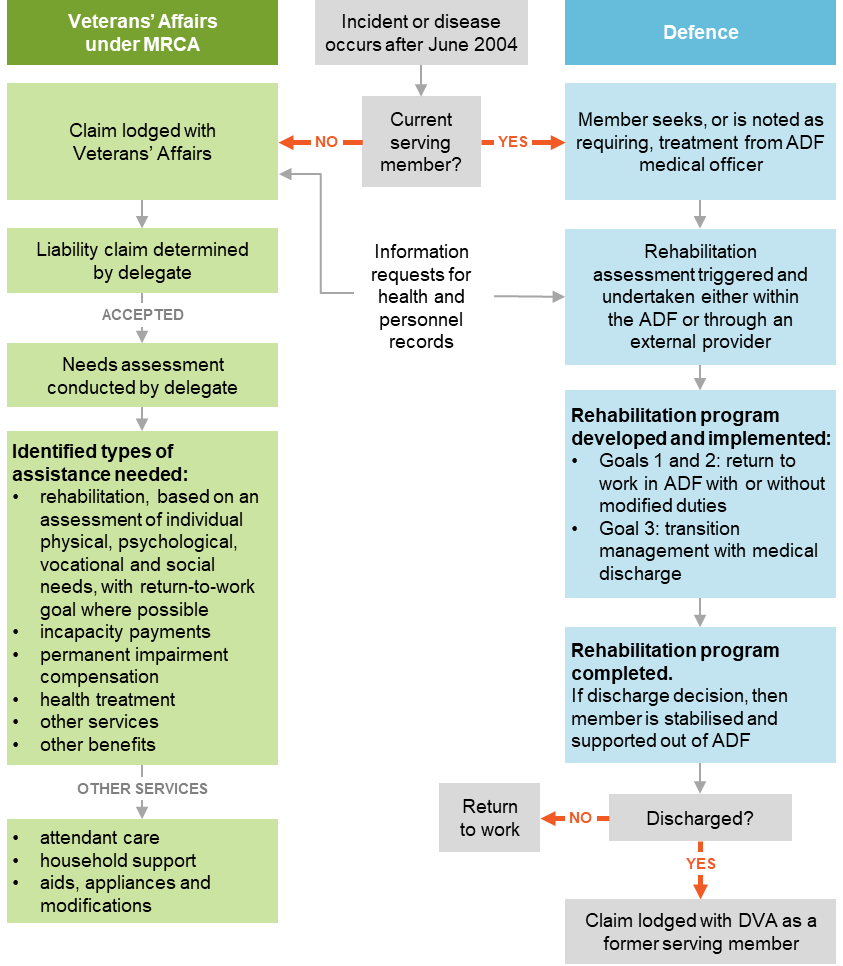 Veterans' Affairs
under MRCA
Incident or disease
occurs after June 2004
Defence
Claim lodged with
Veterans' Affairs
NO
Current
serving
member?
YES
Member seeks, or is noted as
requiring, treatment from ADF
medical officer
Liability claim determined
by delegate
Information
requests for
health and
personnel
records
Rehabilitation
assessment triggered and
undertaken either within
the ADF or through an
external provider
ACCEPTED
Needs assessment
conducted by delegate
Identified types of
assistance needed:
• rehabilitation, based on an
assessment of individual
physical, psychological,
vocational and social
needs, with return-to-work
goal where possible
• incapacity payments
• permanent impairment
compensation
• health treatment
• other services
• other benefits
Rehabilitation program
developed and implemented:
• Goals 1 and 2: return to
work in ADF with or without
modified duties
• Goal 3: transition
management with medical
discharge
Rehabilitation program
completed.
If discharge decision, then
member is stabilised and
supported out of ADF
OTHER SERVICES
• attendant care
• household support
• aids, appliances and
modifications
Return
to work
NO
Discharged?
YES
Claim lodged with DVA as a
former serving member